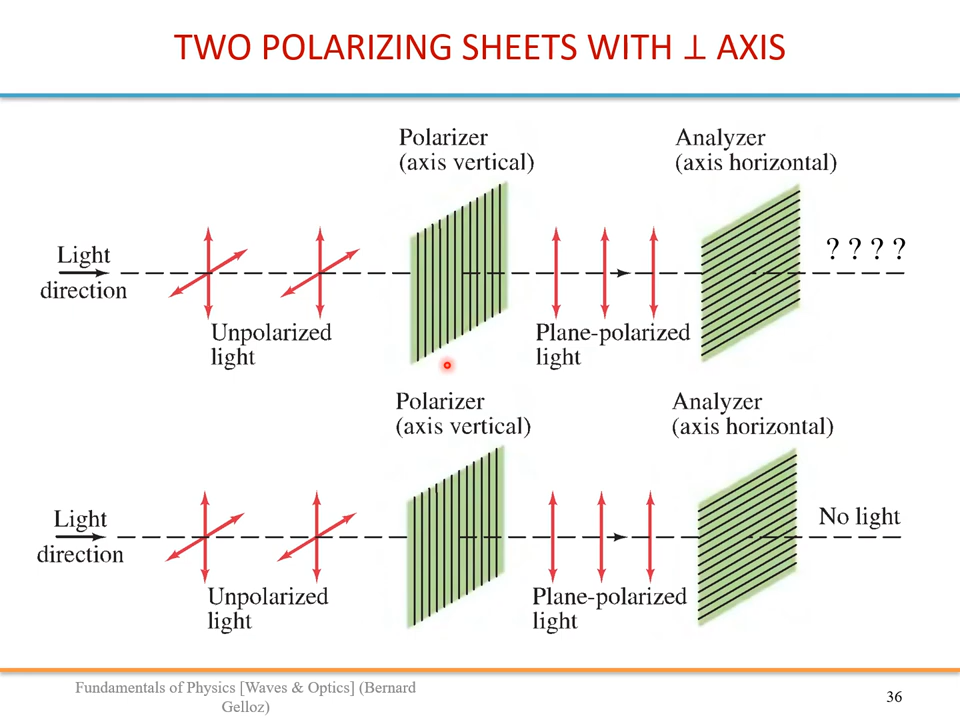 TWO POLARIZING SHEETS WITH ⊥ AXIS
Polarizer
(axis vertical)
Analyzer
(axis horizontal)
Light
direction
? ? ? ?
Unpolarized
light
Plane-polarized
light
Polarizer
(axis vertical)
Analyzer
(axis horizontal)
Light
direction
No light
Unpolarized
light
Plane-polarized
light
Fundamentals of Physics [Waves & Optics] (Bernard
Gelloz)
36